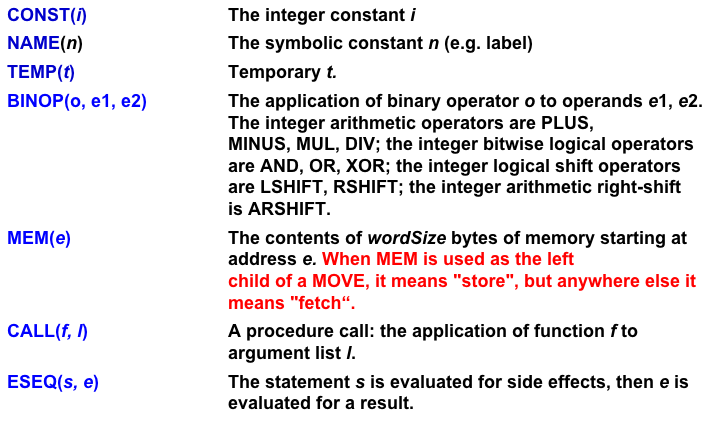 CONST(i) The integer constant i
NAME(n) The symbolic constant n (e.g. label)
TEMP(t) Temporary t.
BINOP(o, e1, e2) The application of binary operator o to operands e1, e2.
The integer arithmetic operators are PLUS,
MINUS, MUL, DIV; the integer bitwise logical operators
are AND, OR, XOR; the integer logical shift operators
are LSHIFT, RSHIFT; the integer arithmetic right-shift
is ARSHIFT.
MEM(e) The contents of wordSize bytes of memory starting at
address e. When MEM is used as the left
child of a MOVE, it means "store", but anywhere else it
means "fetch“.
CALL(f, l) A procedure call: the application of function f to
argument list l.
ESEQ(s, e) The statement s is evaluated for side effects, then e is
evaluated for a result.